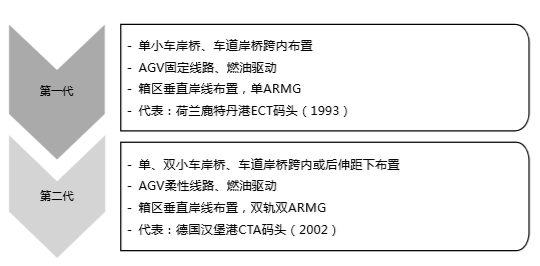 第一代
- 单小车岸桥、车道岸桥跨内布置
- AGV固定线路、燃油驱动
- 箱区垂直岸线布置，单ARMG
- 代表：荷兰鹿特丹港ECT码头（1993）
第二代
- 单、双小车岸桥、车道岸桥跨内或后伸距下布置
- AGV柔性线路、燃油驱动
- 箱区垂直岸线布置，双轨双ARMG
- 代表：德国汉堡港CTA码头（2002）